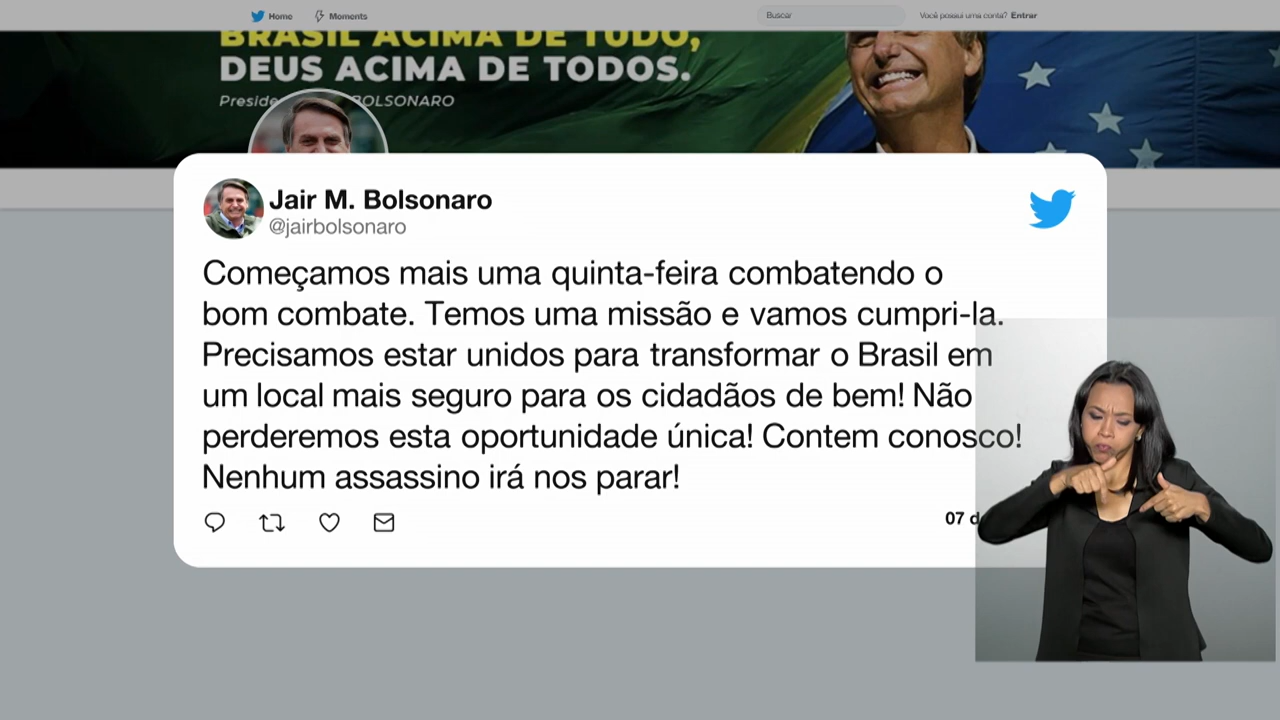 Home Moments Buscar Você possui uma conta? Entrar
BRASIL ACIMA DE TUDO,
DEUS ACIMA DE TODOS.
BOLSONARO
Jair M. Bolsonaro
@jairbolsonaro
Começamos mais uma quinta-feira combatendo o
bom combate. Temos uma missão e vamos cumpri-la.
Precisamos estar unidos para transformar o Brasil em
um local mais seguro para os cidadãos de bem! Não
perderemos esta oportunidade única! Contem conosco!
Nenhum assassino irá nos parar!
07 d